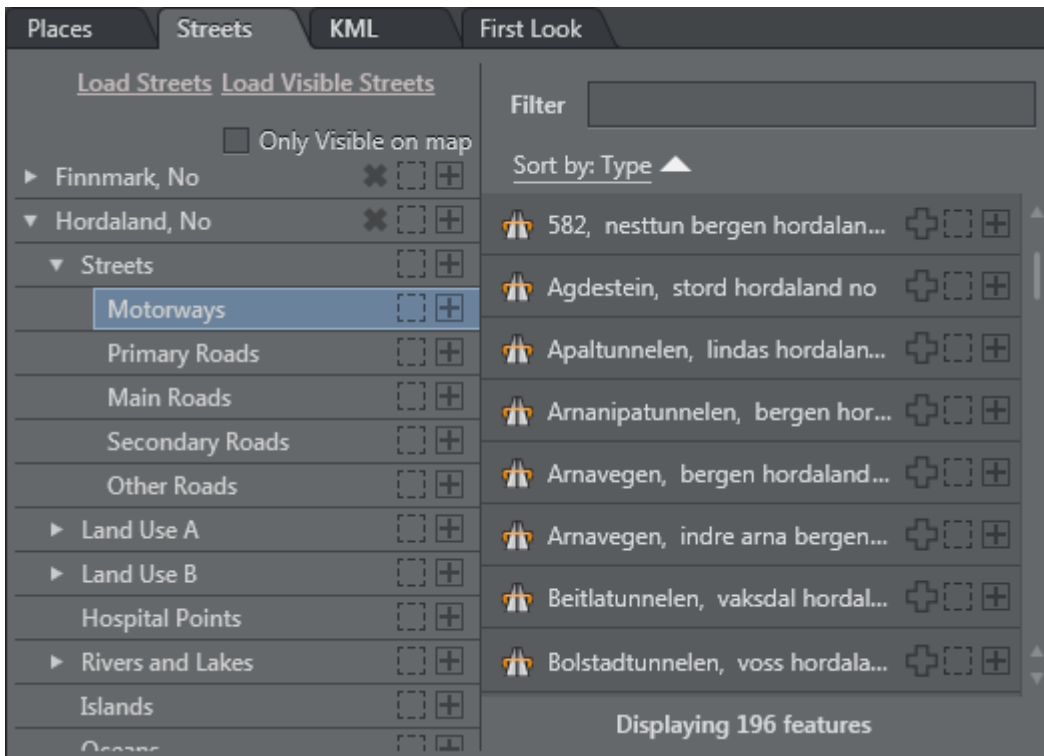 Places Streets KML First Look
Load Streets Load Visible Streets
Only Visible on map
Finnmark, No
Hordaland, No
Streets
Motorways
Primary Roads
Main Roads
Secondary Roads
Other Roads
Land Use A
Land Use B
Hospital Points
Rivers and Lakes
Islands
Oceans
Filter
Sort by: Type
582, nesttun bergen hordalan...
Agdestein, stord hordaland no
Apaltunnelen, lindas hordalan...
Arnanipatunnelen, bergen hor...
Arnavegen, bergen hordaland...
Arnavegen, indre arna bergen...
Beitlatunnelen, vaksdal hordal...
Bolstadtunnelen, voss hordala...
Displaying 196 features